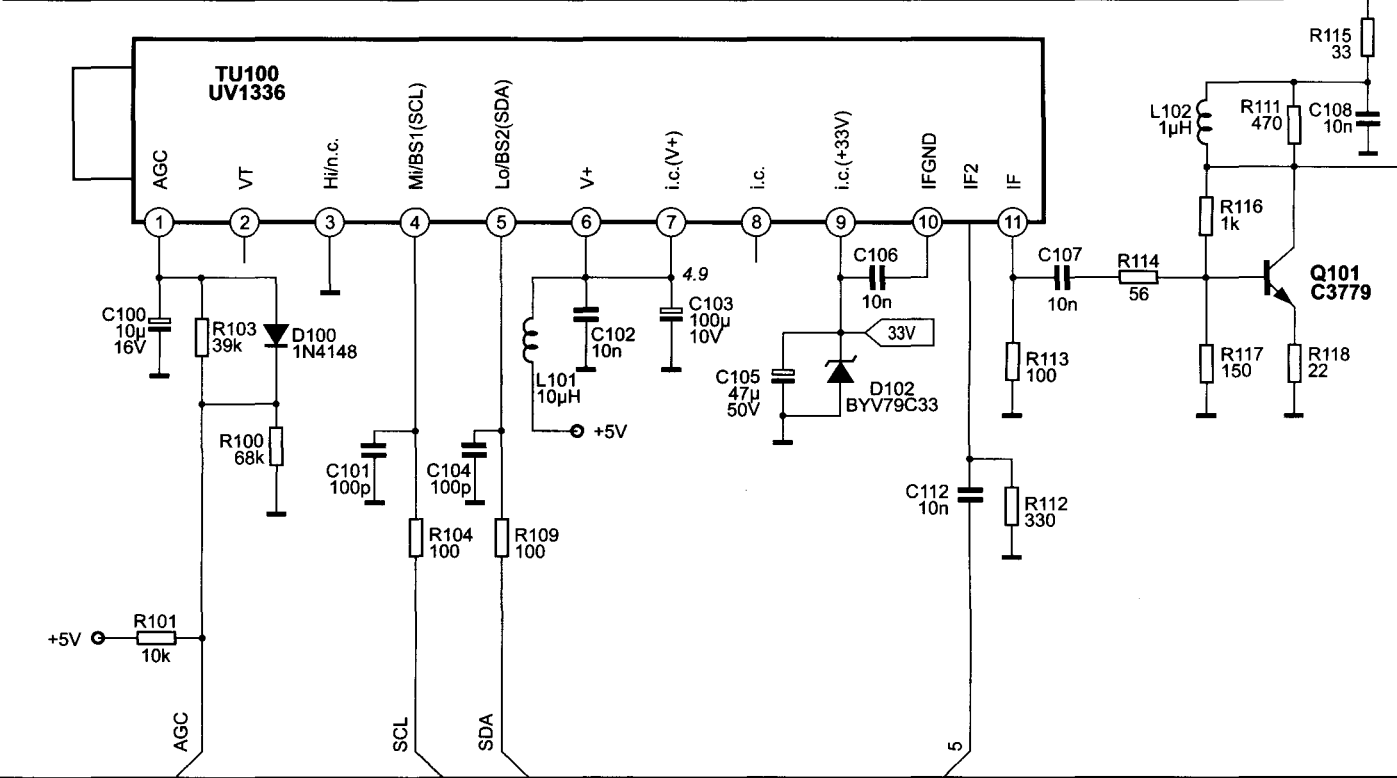 R115
33
TU100
UV1336
L102
1µH
R111
470
C108
10n
AGC
VT
Hi/n.c.
Mi/BS1(SCL)
Lo/BS2(SDA)
V+
i.c.(V+)
i.c.
i.c.(+33V)
IFGND
IF2
IF
1
2
3
4
5
6
7
8
9
10
11
R116
1k
C106
10n
C107
10n
R114
56
Q101
C3779
4.9
C100
10µ
16V
R103
39k
D100
1N4148
C102
10n
C103
100µ
10V
33V
L101
10µH
C105
47µ
50V
D102
BYV79C33
R113
100
R117
150
R118
22
+5V
R100
68k
C101
100p
C104
100p
C112
10n
R112
330
R104
100
R109
100
+5V
R101
10k
AGC
SCL
SDA
5